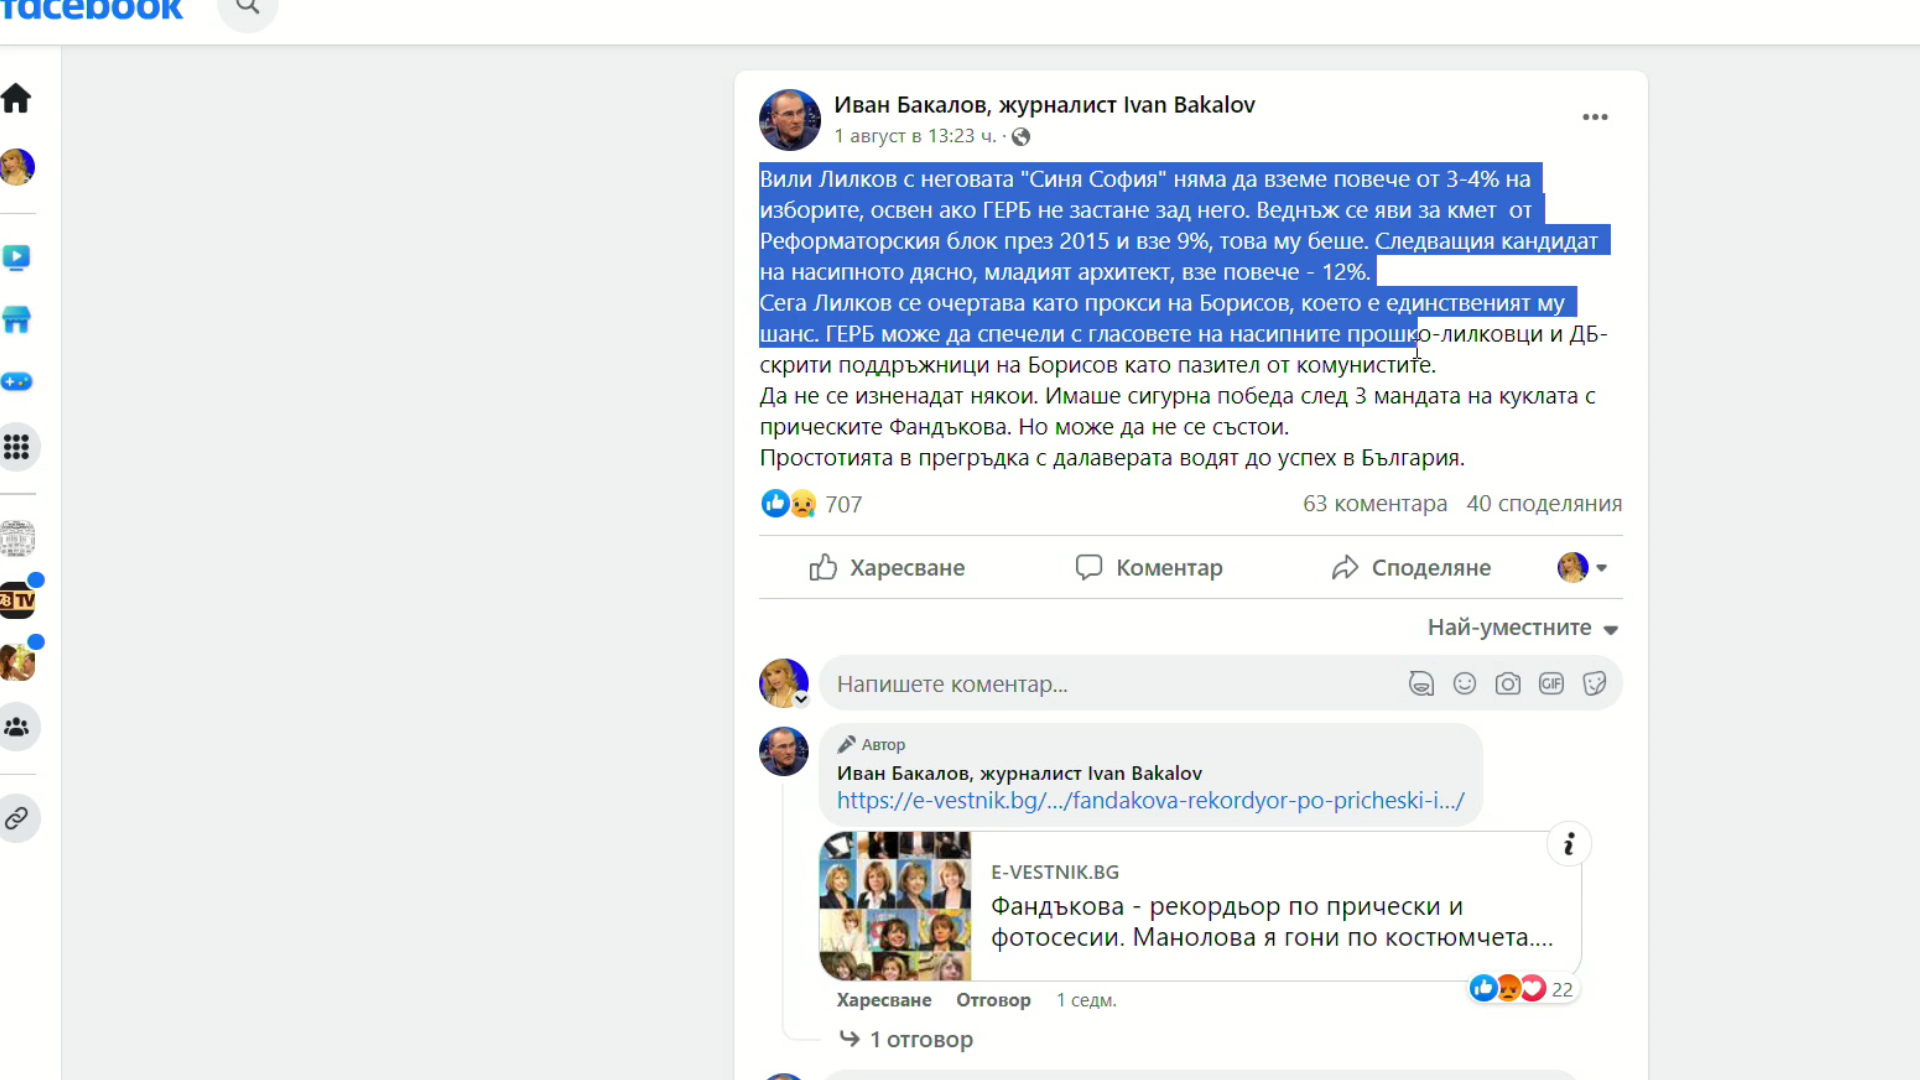 facebook
Иван Бакалов, журналист Ivan Bakalov
1 август в 13:23 ч. ·
Вили Лилков с неговата "Синя София" няма да вземе повече от 3-4% на
изборите, освен ако ГЕРБ не застане зад него. Веднъж се яви за кмет от
Реформаторския блок през 2015 и взе 9%, това му беше. Следващия кандидат
на насипното дясно, младият архитект, взе повече - 12%.
Сега Лилков се очертава като прокси на Борисов, което е единственият му
шанс. ГЕРБ може да спечели с гласовете на насипните прошко-лилковци и ДБ-
скрити поддръжници на Борисов като пазител от комунистите.
Да не се изненадат някои. Имаше сигурна победа след 3 мандата на куклата с
прическите Фандъкова. Но може да не се състои.
Простотията в прегръдка с далаверата водят до успех в България.
707
63 коментара 40 споделяния
Харесване Коментар Споделяне
Най-уместните
Напишете коментар...
GIF
Автор
Иван Бакалов, журналист Ivan Bakalov
https://e-vestnik.bg/.../fandakova-rekordyor-po-pricheski-i.../
E-VESTNIK.BG
Фандъкова - рекордьор по прически и
фотосесии. Манолова я гони по костюмчета....
22
Харесване Отговор 1 седм.
1 отговор
TV